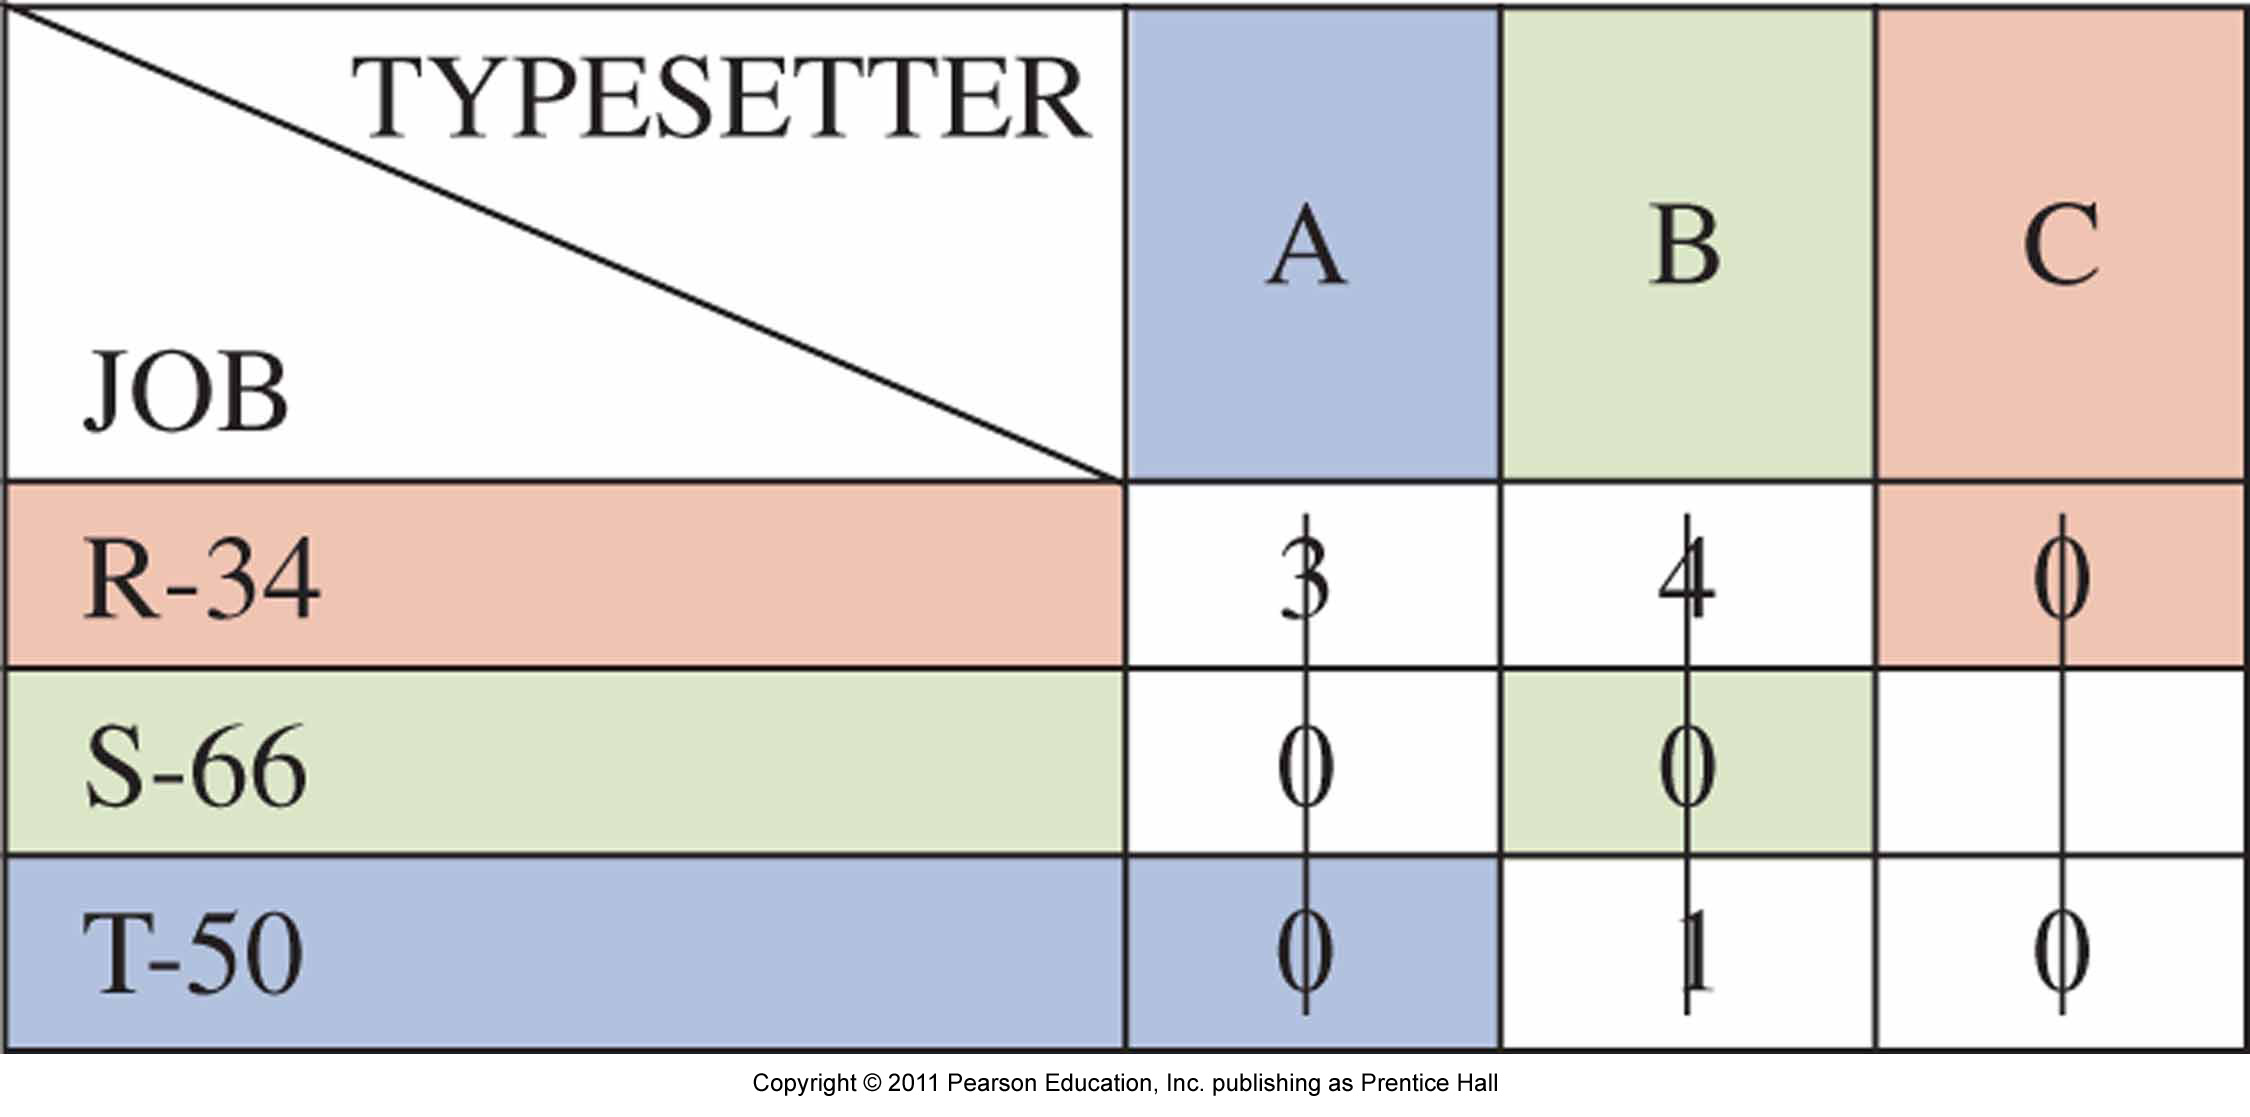 TYPESETTER
JOB
A B C
R-34 3 4 0
S-66 0 0
T-50 0 1 0
Copyright © 2011 Pearson Education, Inc. publishing as Prentice Hall